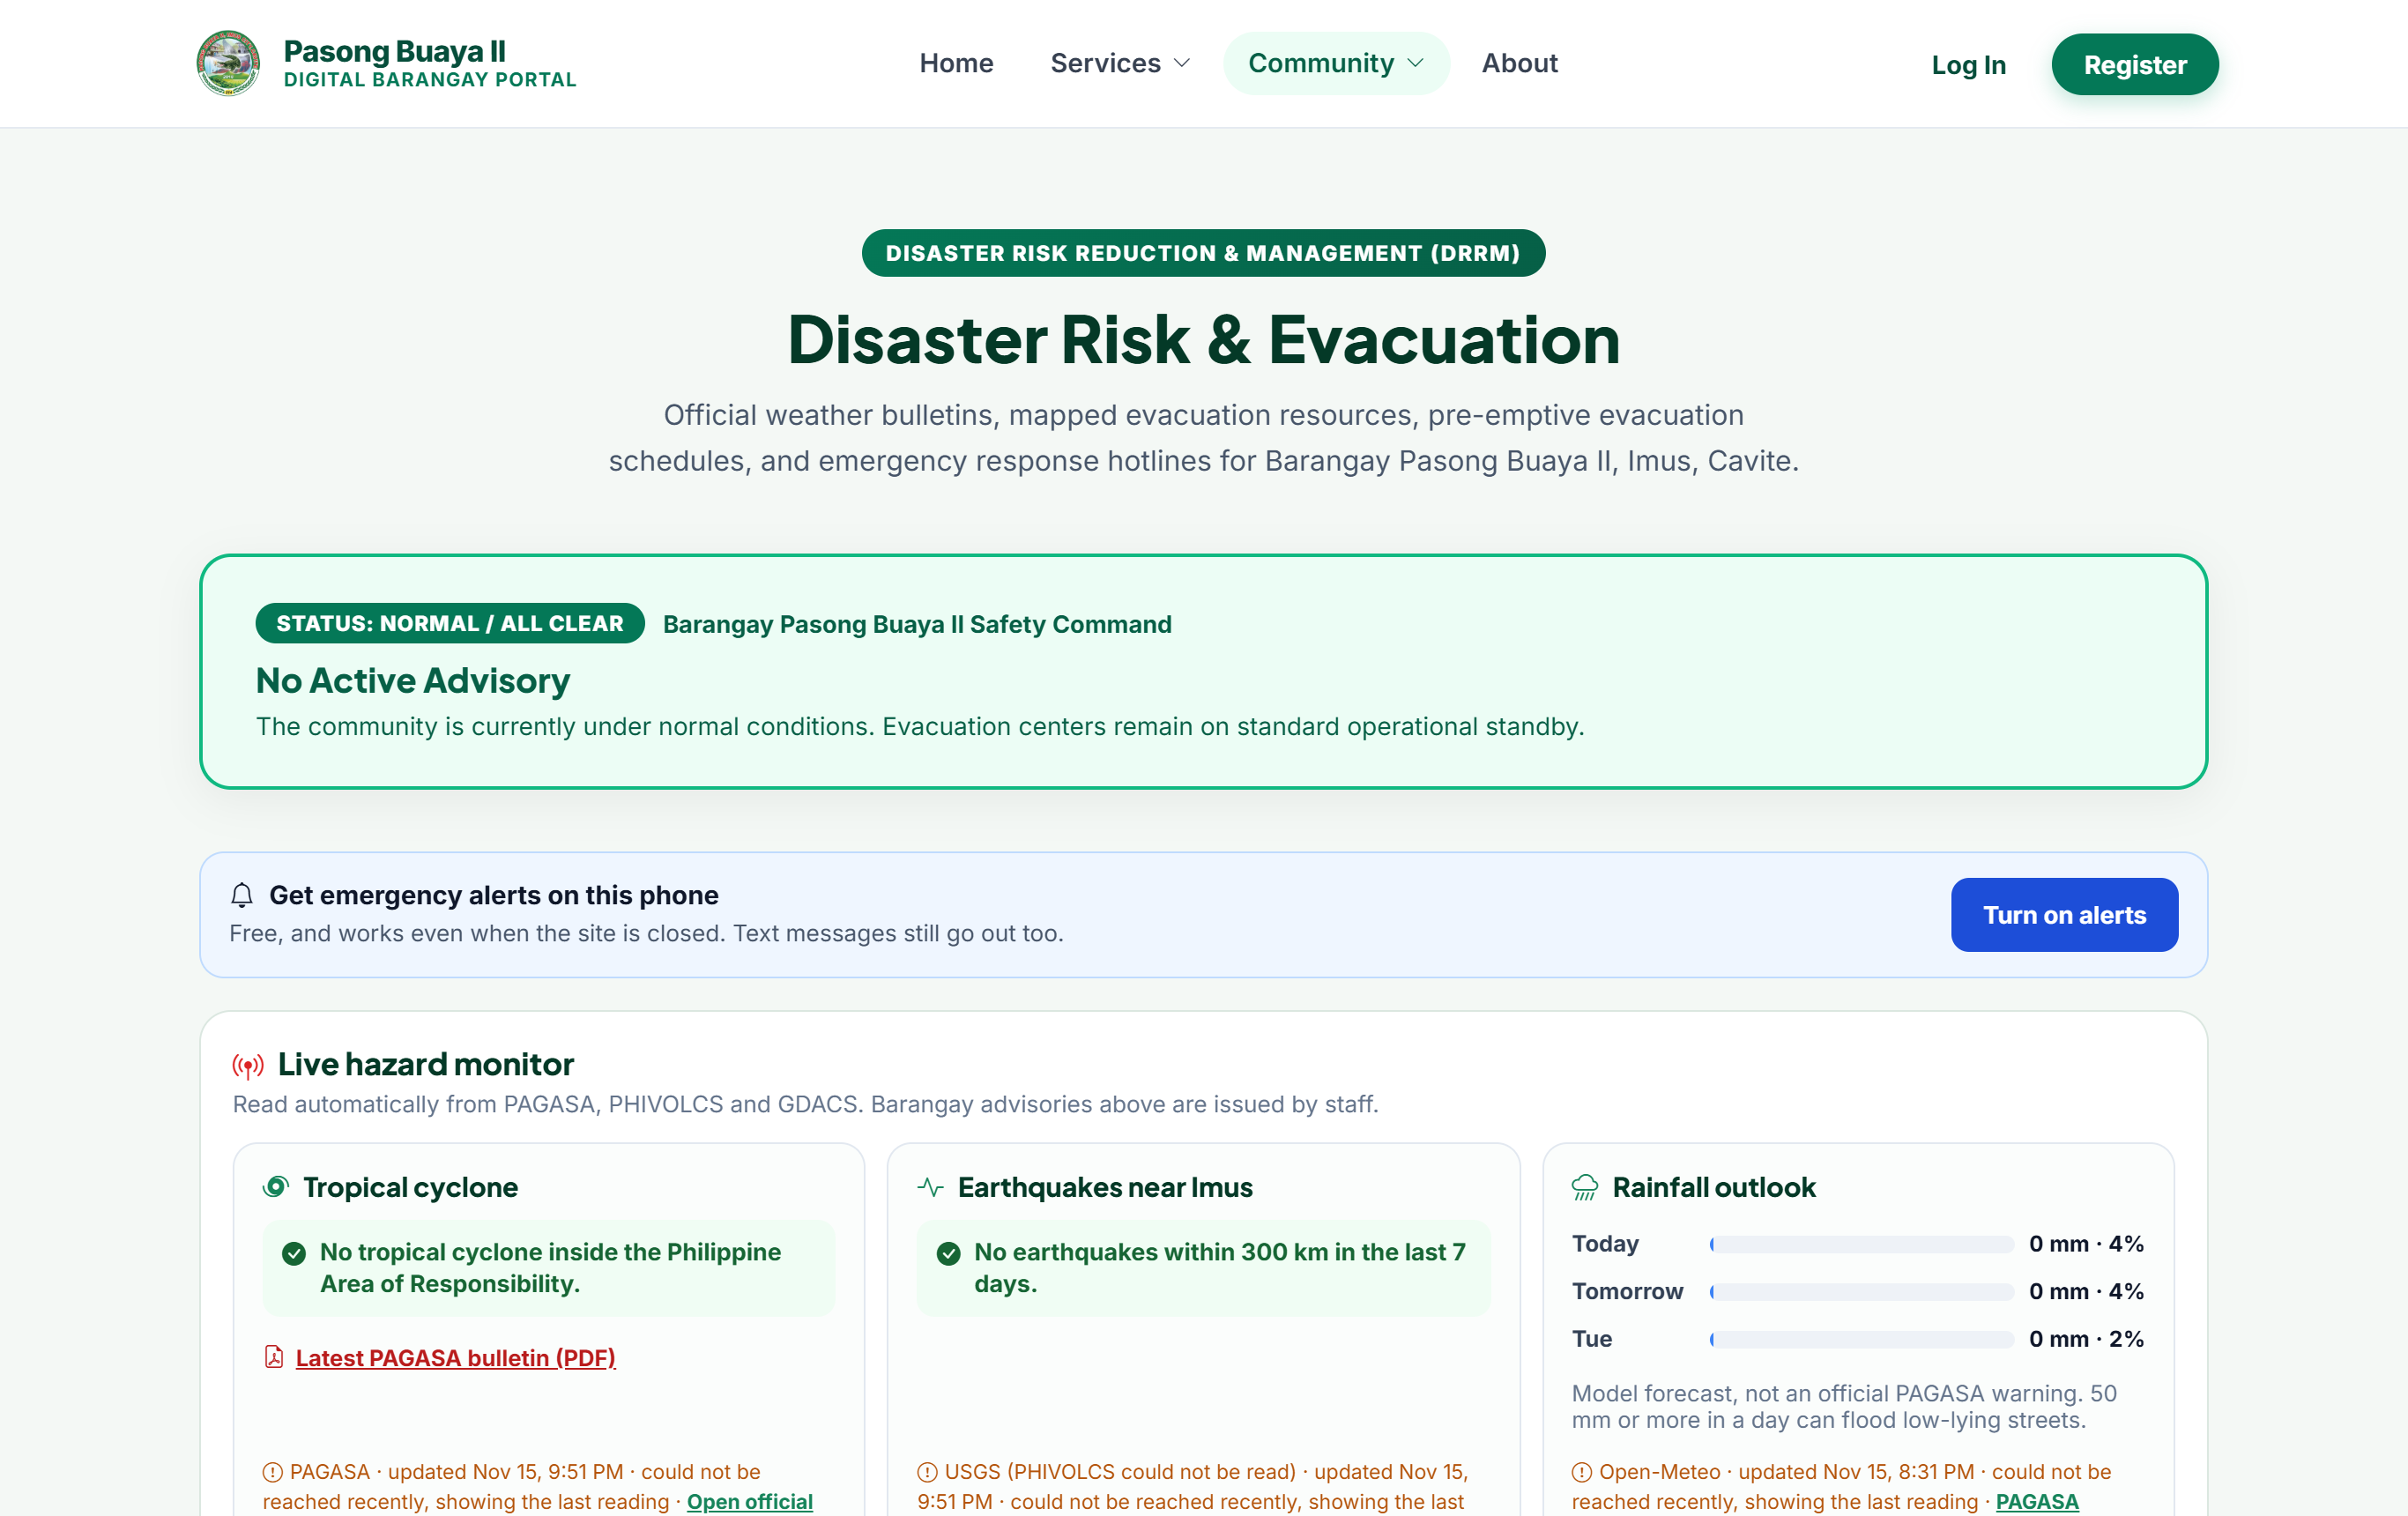 Pasong Buaya II
DIGITAL BARANGAY PORTAL
Home
Services
Community
About
Log In
Register
DISASTER RISK REDUCTION & MANAGEMENT (DRRM)
Disaster Risk & Evacuation
Official weather bulletins, mapped evacuation resources, pre-emptive evacuation
schedules, and emergency response hotlines for Barangay Pasong Buaya II, Imus, Cavite.
STATUS: NORMAL / ALL CLEAR
Barangay Pasong Buaya II Safety Command
No Active Advisory
The community is currently under normal conditions. Evacuation centers remain on standard operational standby.
Get emergency alerts on this phone
Free, and works even when the site is closed. Text messages still go out too.
Turn on alerts
Live hazard monitor
Read automatically from PAGASA, PHIVOLCS and GDACS. Barangay advisories above are issued by staff.
Tropical cyclone
No tropical cyclone inside the Philippine
Area of Responsibility.
Latest PAGASA bulletin (PDF)
PAGASA · updated Nov 15, 9:51 PM · could not be
reached recently, showing the last reading · Open official
Earthquakes near Imus
No earthquakes within 300 km in the last 7
days.
USGS (PHIVOLCS could not be read) · updated Nov 15,
9:51 PM · could not be reached recently, showing the last
Rainfall outlook
Today 0 mm · 4%
Tomorrow 0 mm · 4%
Tue 0 mm · 2%
Model forecast, not an official PAGASA warning. 50
mm or more in a day can flood low-lying streets.
Open-Meteo · updated Nov 15, 8:31 PM · could not be
reached recently, showing the last reading · PAGASA